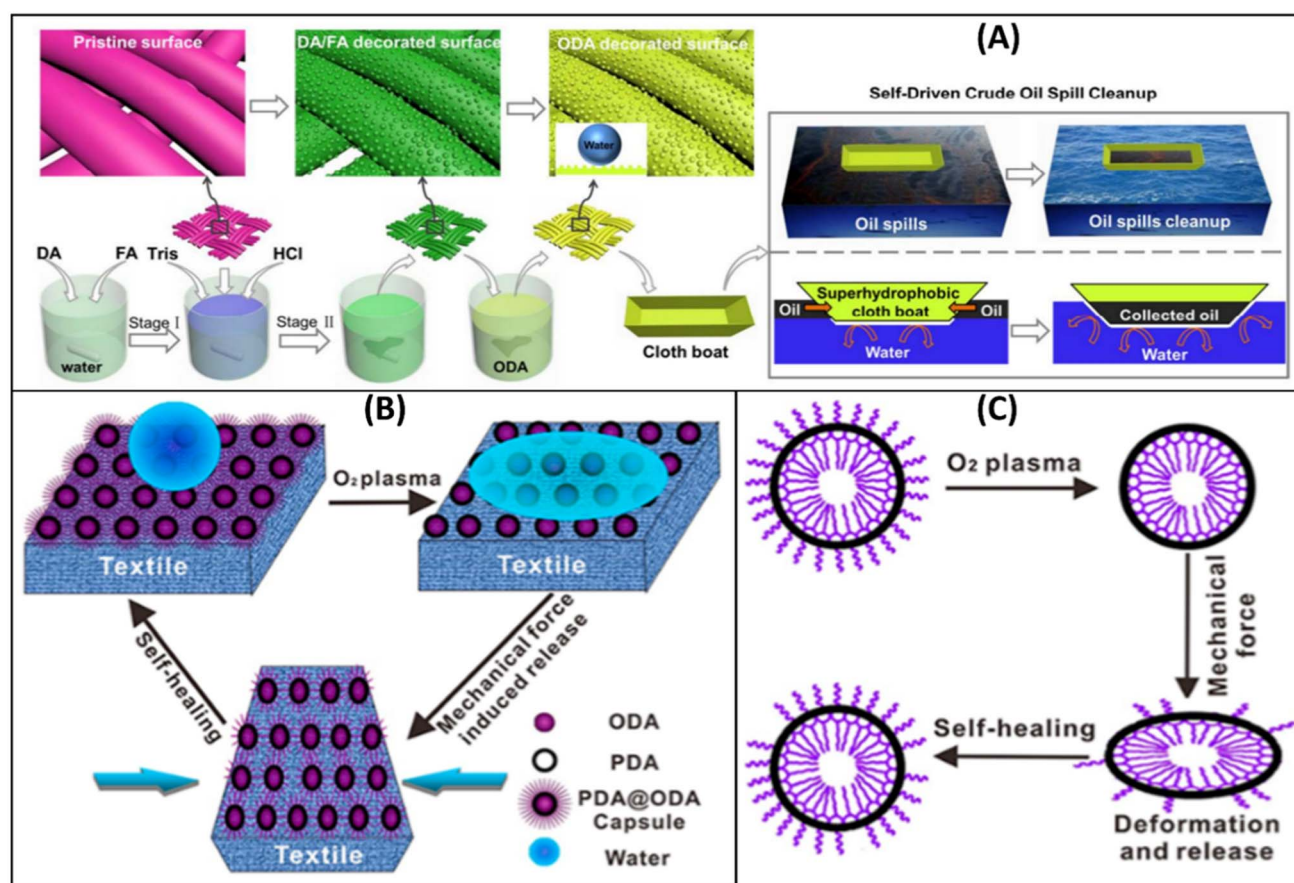 (A)
Pristine surface
DA/FA decorated surface
ODA decorated surface
Water
Self-Driven Crude Oil Spill Cleanup
Oil spills
Oil spills cleanup
DA
FA
Tris
HCl
Stage I
Stage II
water
ODA
Cloth boat
Oil
Superhydrophobic
cloth boat
Oil
Water
Collected oil
Water
(B)
O₂ plasma
Textile
Textile
Self-healing
Mechanical force
induced release
Textile
ODA
PDA
PDA@ODA
Capsule
Water
(C)
O₂ plasma
Mechanical
force
Self-healing
Deformation
and release